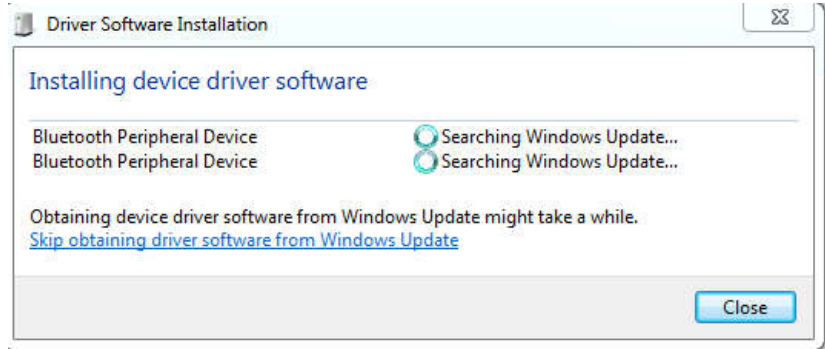 Driver Software Installation
Installing device driver software
Bluetooth Peripheral Device Searching Windows Update...
Bluetooth Peripheral Device Searching Windows Update...
Obtaining device driver software from Windows Update might take a while.
Skip obtaining driver software from Windows Update
Close